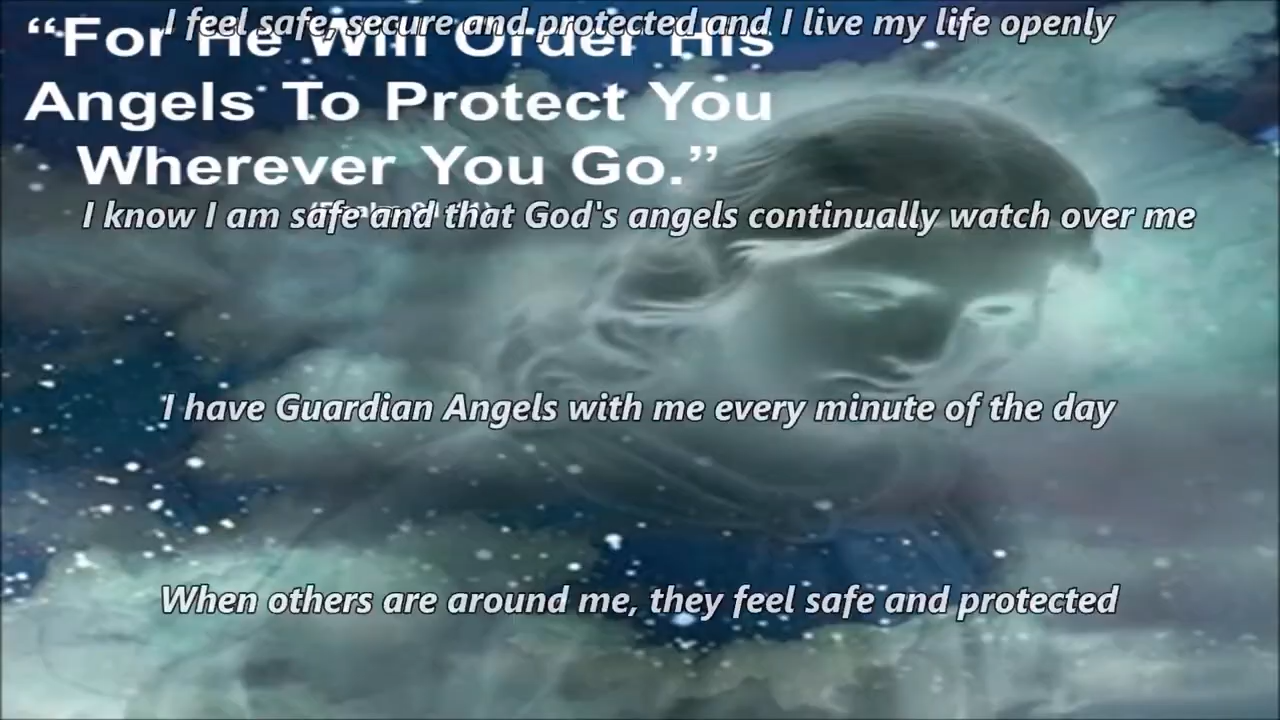 I feel safe, secure and protected and I live my life openly
“For He Will Order His
Angels To Protect You
Wherever You Go.”
I know I am safe and that God's angels continually watch over me
I have Guardian Angels with me every minute of the day
When others are around me, they feel safe and protected